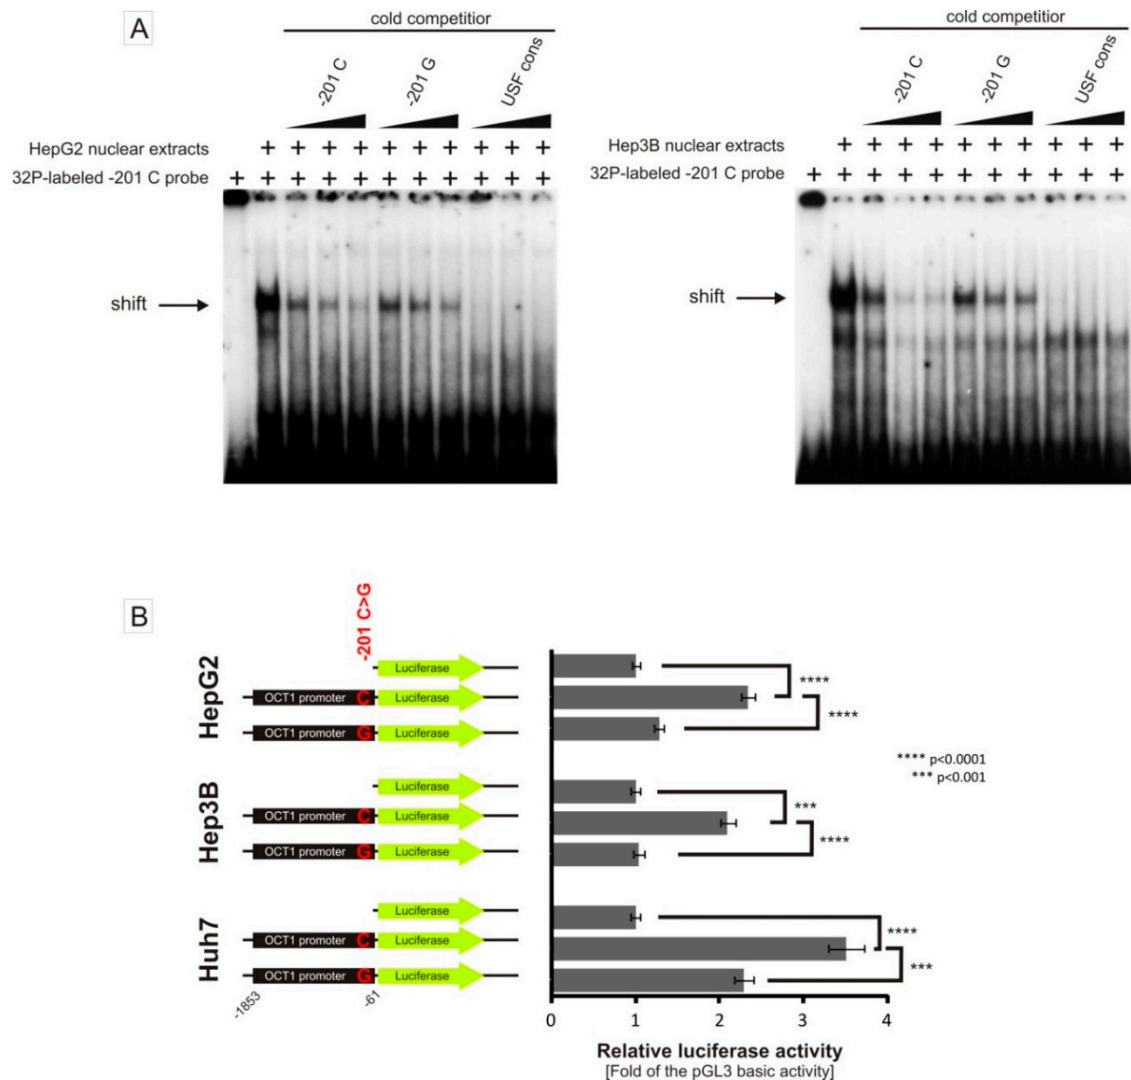 A
cold competitior
-201 C
-201 G
USF cons
HepG2 nuclear extracts
+ + + + + + + + + +
32P-labeled -201 C probe
+ + + + + + + + + + +
shift
cold competitior
-201 C
-201 G
USF cons
Hep3B nuclear extracts
+ + + + + + + + + +
32P-labeled -201 C probe
+ + + + + + + + + + +
shift
B
-201 C>G
HepG2
Luciferase
OCT1 promoter C Luciferase
OCT1 promoter G Luciferase
****
****
**** p<0.0001
*** p<0.001
Hep3B
Luciferase
OCT1 promoter C Luciferase
OCT1 promoter G Luciferase
***
****
Huh7
Luciferase
OCT1 promoter C Luciferase
OCT1 promoter G Luciferase
****
***
-1853
-61
0 1 2 3 4
Relative luciferase activity
[Fold of the pGL3 basic activity]